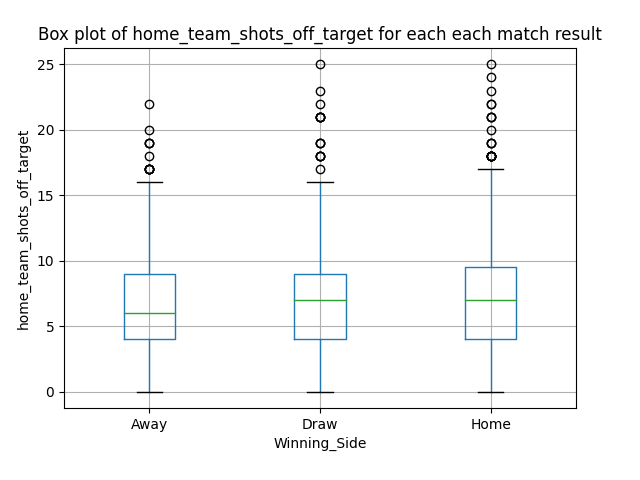 Box plot of home_team_shots_off_target for each each match result
25
20
15
10
5
0
home_team_shots_off_target
Away
Draw
Home
Winning_Side